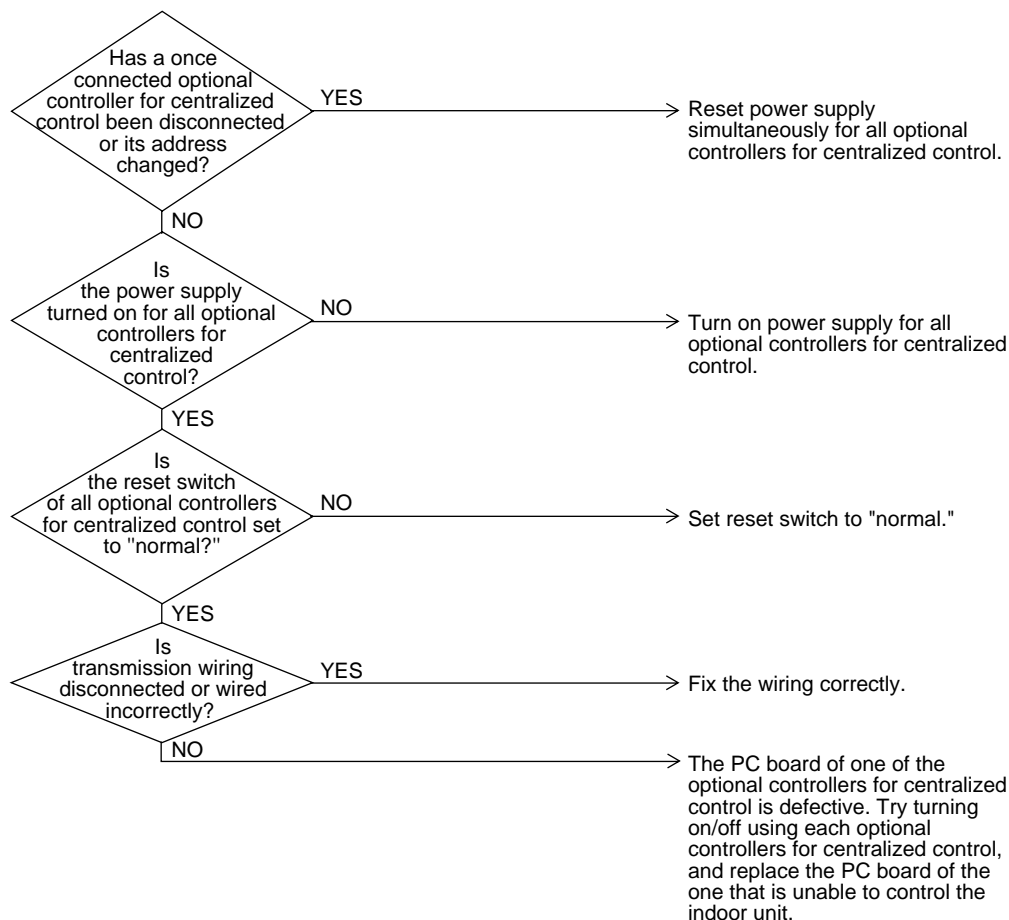 Has a once
connected optional
controller for centralized
control been disconnected
or its address
changed?
YES
Reset power supply
simultaneously for all optional
controllers for centralized control.
NO
Is
the power supply
turned on for all optional
controllers for
centralized
control?
NO
Turn on power supply for all
optional controllers for centralized
control.
YES
Is
the reset switch
of all optional controllers
for centralized control set
to "normal?"
NO
Set reset switch to "normal."
YES
Is
transmission wiring
disconnected or wired
incorrectly?
YES
Fix the wiring correctly.
NO
The PC board of one of the
optional controllers for centralized
control is defective. Try turning
on/off using each optional
controllers for centralized control,
and replace the PC board of the
one that is unable to control the
indoor unit.